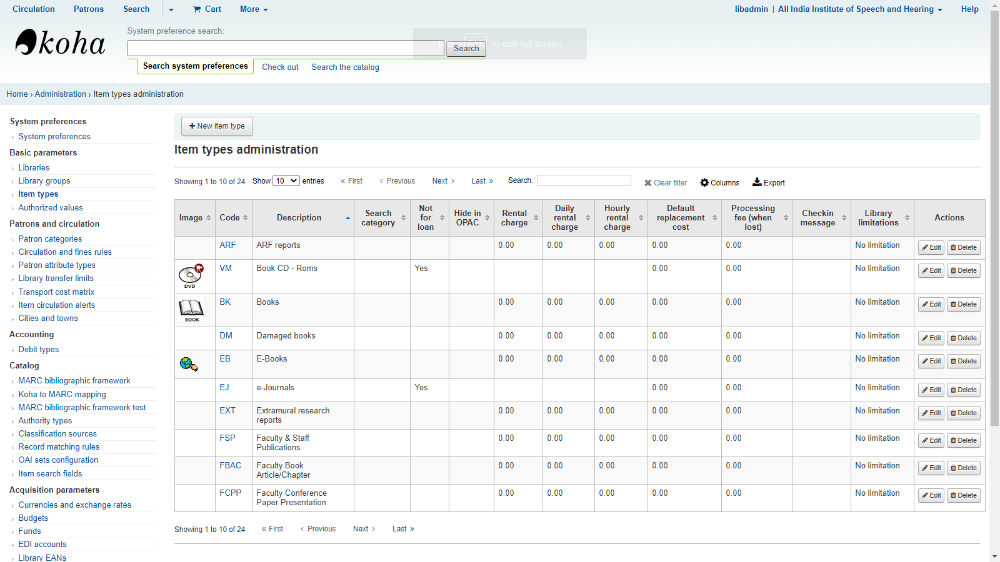 Circulation Patrons Search Cart More libadmin | All India Institute of Speech and Hearing Help
koha
System preference search:
Search
Press Esc to exit full screen
Search system preferences Check out Search the catalog
Home › Administration › Item types administration
System preferences
› System preferences
Basic parameters
› Libraries
› Library groups
› Item types
› Authorized values
Patrons and circulation
› Patron categories
› Circulation and fines rules
› Patron attribute types
› Library transfer limits
› Transport cost matrix
› Item circulation alerts
› Cities and towns
Accounting
› Debit types
Catalog
› MARC bibliographic framework
› Koha to MARC mapping
› MARC bibliographic framework test
› Authority types
› Classification sources
› Record matching rules
› OAI sets configuration
› Item search fields
Acquisition parameters
› Currencies and exchange rates
› Budgets
› Funds
› EDI accounts
› Library EANs
+ New item type
Item types administration
Showing 1 to 10 of 24 Show 10 entries « First ‹ Previous Next › Last » Search: Clear filter Columns Export
Image Code Description Search category Not for loan Hide in OPAC Rental charge Daily rental charge Hourly rental charge Default replacement cost Processing fee (when lost) Checkin message Library limitations Actions
ARF ARF reports 0.00 0.00 0.00 0.00 0.00 No limitation Edit Delete
DVD VM Book CD - Roms Yes 0.00 0.00 No limitation Edit Delete
BOOK BK Books 0.00 0.00 0.00 0.00 0.00 No limitation Edit Delete
DM Damaged books 0.00 0.00 0.00 0.00 0.00 No limitation Edit Delete
EB E-Books 0.00 0.00 0.00 0.00 0.00 No limitation Edit Delete
EJ e-Journals Yes 0.00 0.00 No limitation Edit Delete
EXT Extramural research reports 0.00 0.00 0.00 0.00 0.00 No limitation Edit Delete
FSP Faculty & Staff Publications 0.00 0.00 0.00 0.00 0.00 No limitation Edit Delete
FBAC Faculty Book Article/Chapter 0.00 0.00 0.00 0.00 0.00 No limitation Edit Delete
FCPP Faculty Conference Paper Presentation 0.00 0.00 0.00 0.00 0.00 No limitation Edit Delete
Showing 1 to 10 of 24 « First ‹ Previous Next › Last »